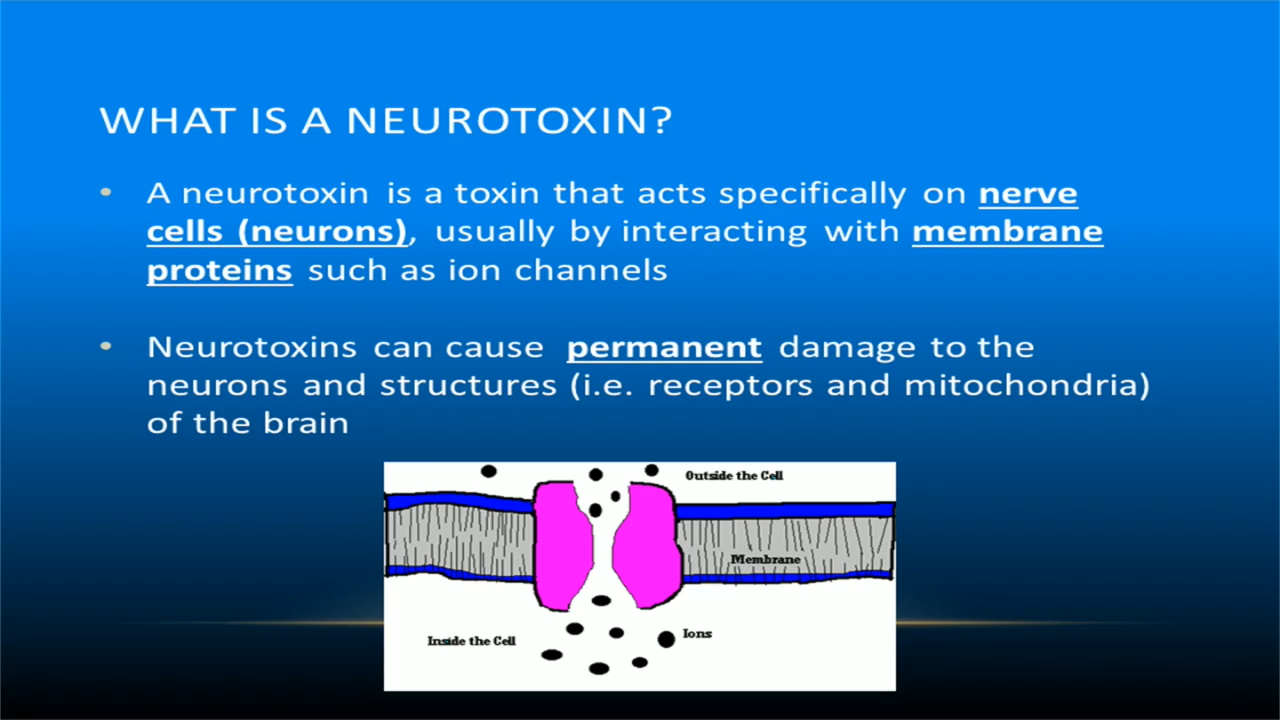 WHAT IS A NEUROTOXIN?
• A neurotoxin is a toxin that acts specifically on nerve
cells (neurons), usually by interacting with membrane
proteins such as ion channels
• Neurotoxins can cause permanent damage to the
neurons and structures (i.e. receptors and mitochondria)
of the brain
Outside the Cell
Membrane
Inside the Cell
Ions